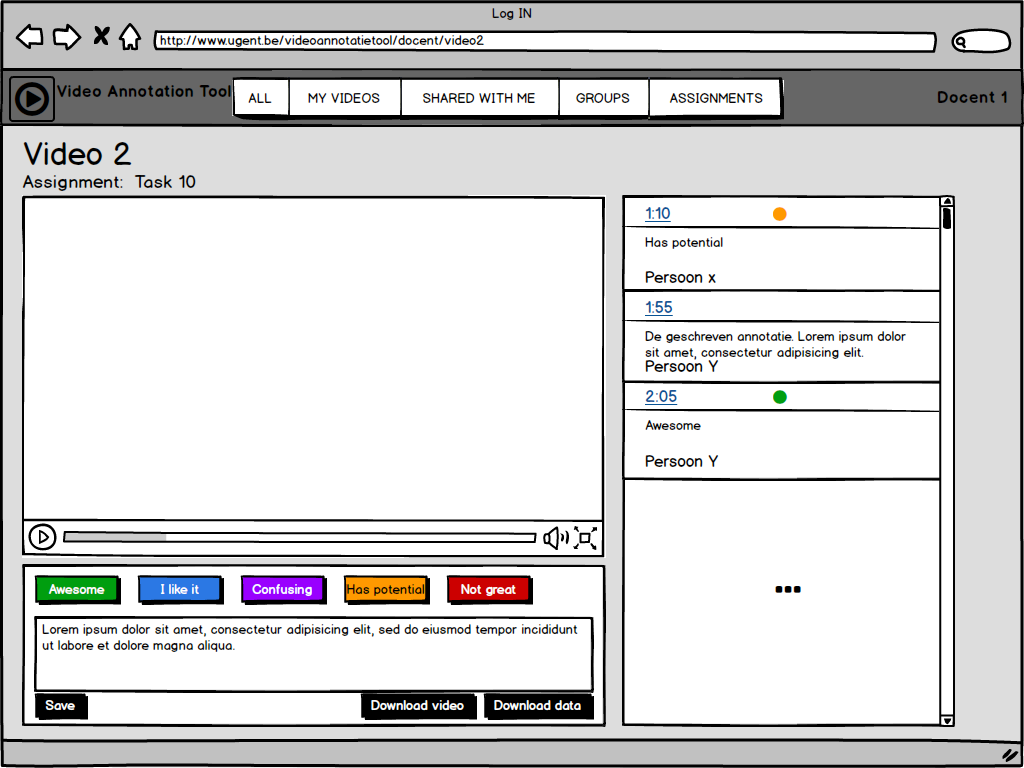 Log IN
http://www.ugent.be/videoannotatietool/docent/video2
Video Annotation Tool
ALL
MY VIDEOS
SHARED WITH ME
GROUPS
ASSIGNMENTS
Docent 1
Video 2
Assignment: Task 10
1:10
Has potential
Persoon x
1:55
De geschreven annotatie. Lorem ipsum dolor
sit amet, consectetur adipisicing elit.
Persoon Y
2:05
Awesome
Persoon Y
...
Awesome
I like it
Confusing
Has potential
Not great
Lorem ipsum dolor sit amet, consectetur adipisicing elit, sed do eiusmod tempor incididunt
ut labore et dolore magna aliqua.
Save
Download video
Download data